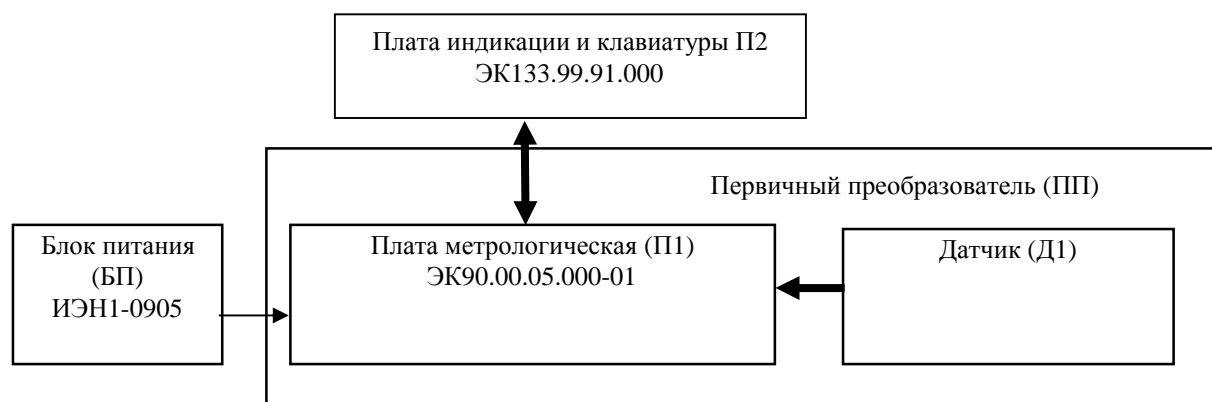 Плата индикации и клавиатуры П2
ЭК133.99.91.000
Первичный преобразователь (ПП)
Блок питания
(БП)
ИЭН1-0905
Плата метрологическая (П1)
ЭК90.00.05.000-01
Датчик (Д1)